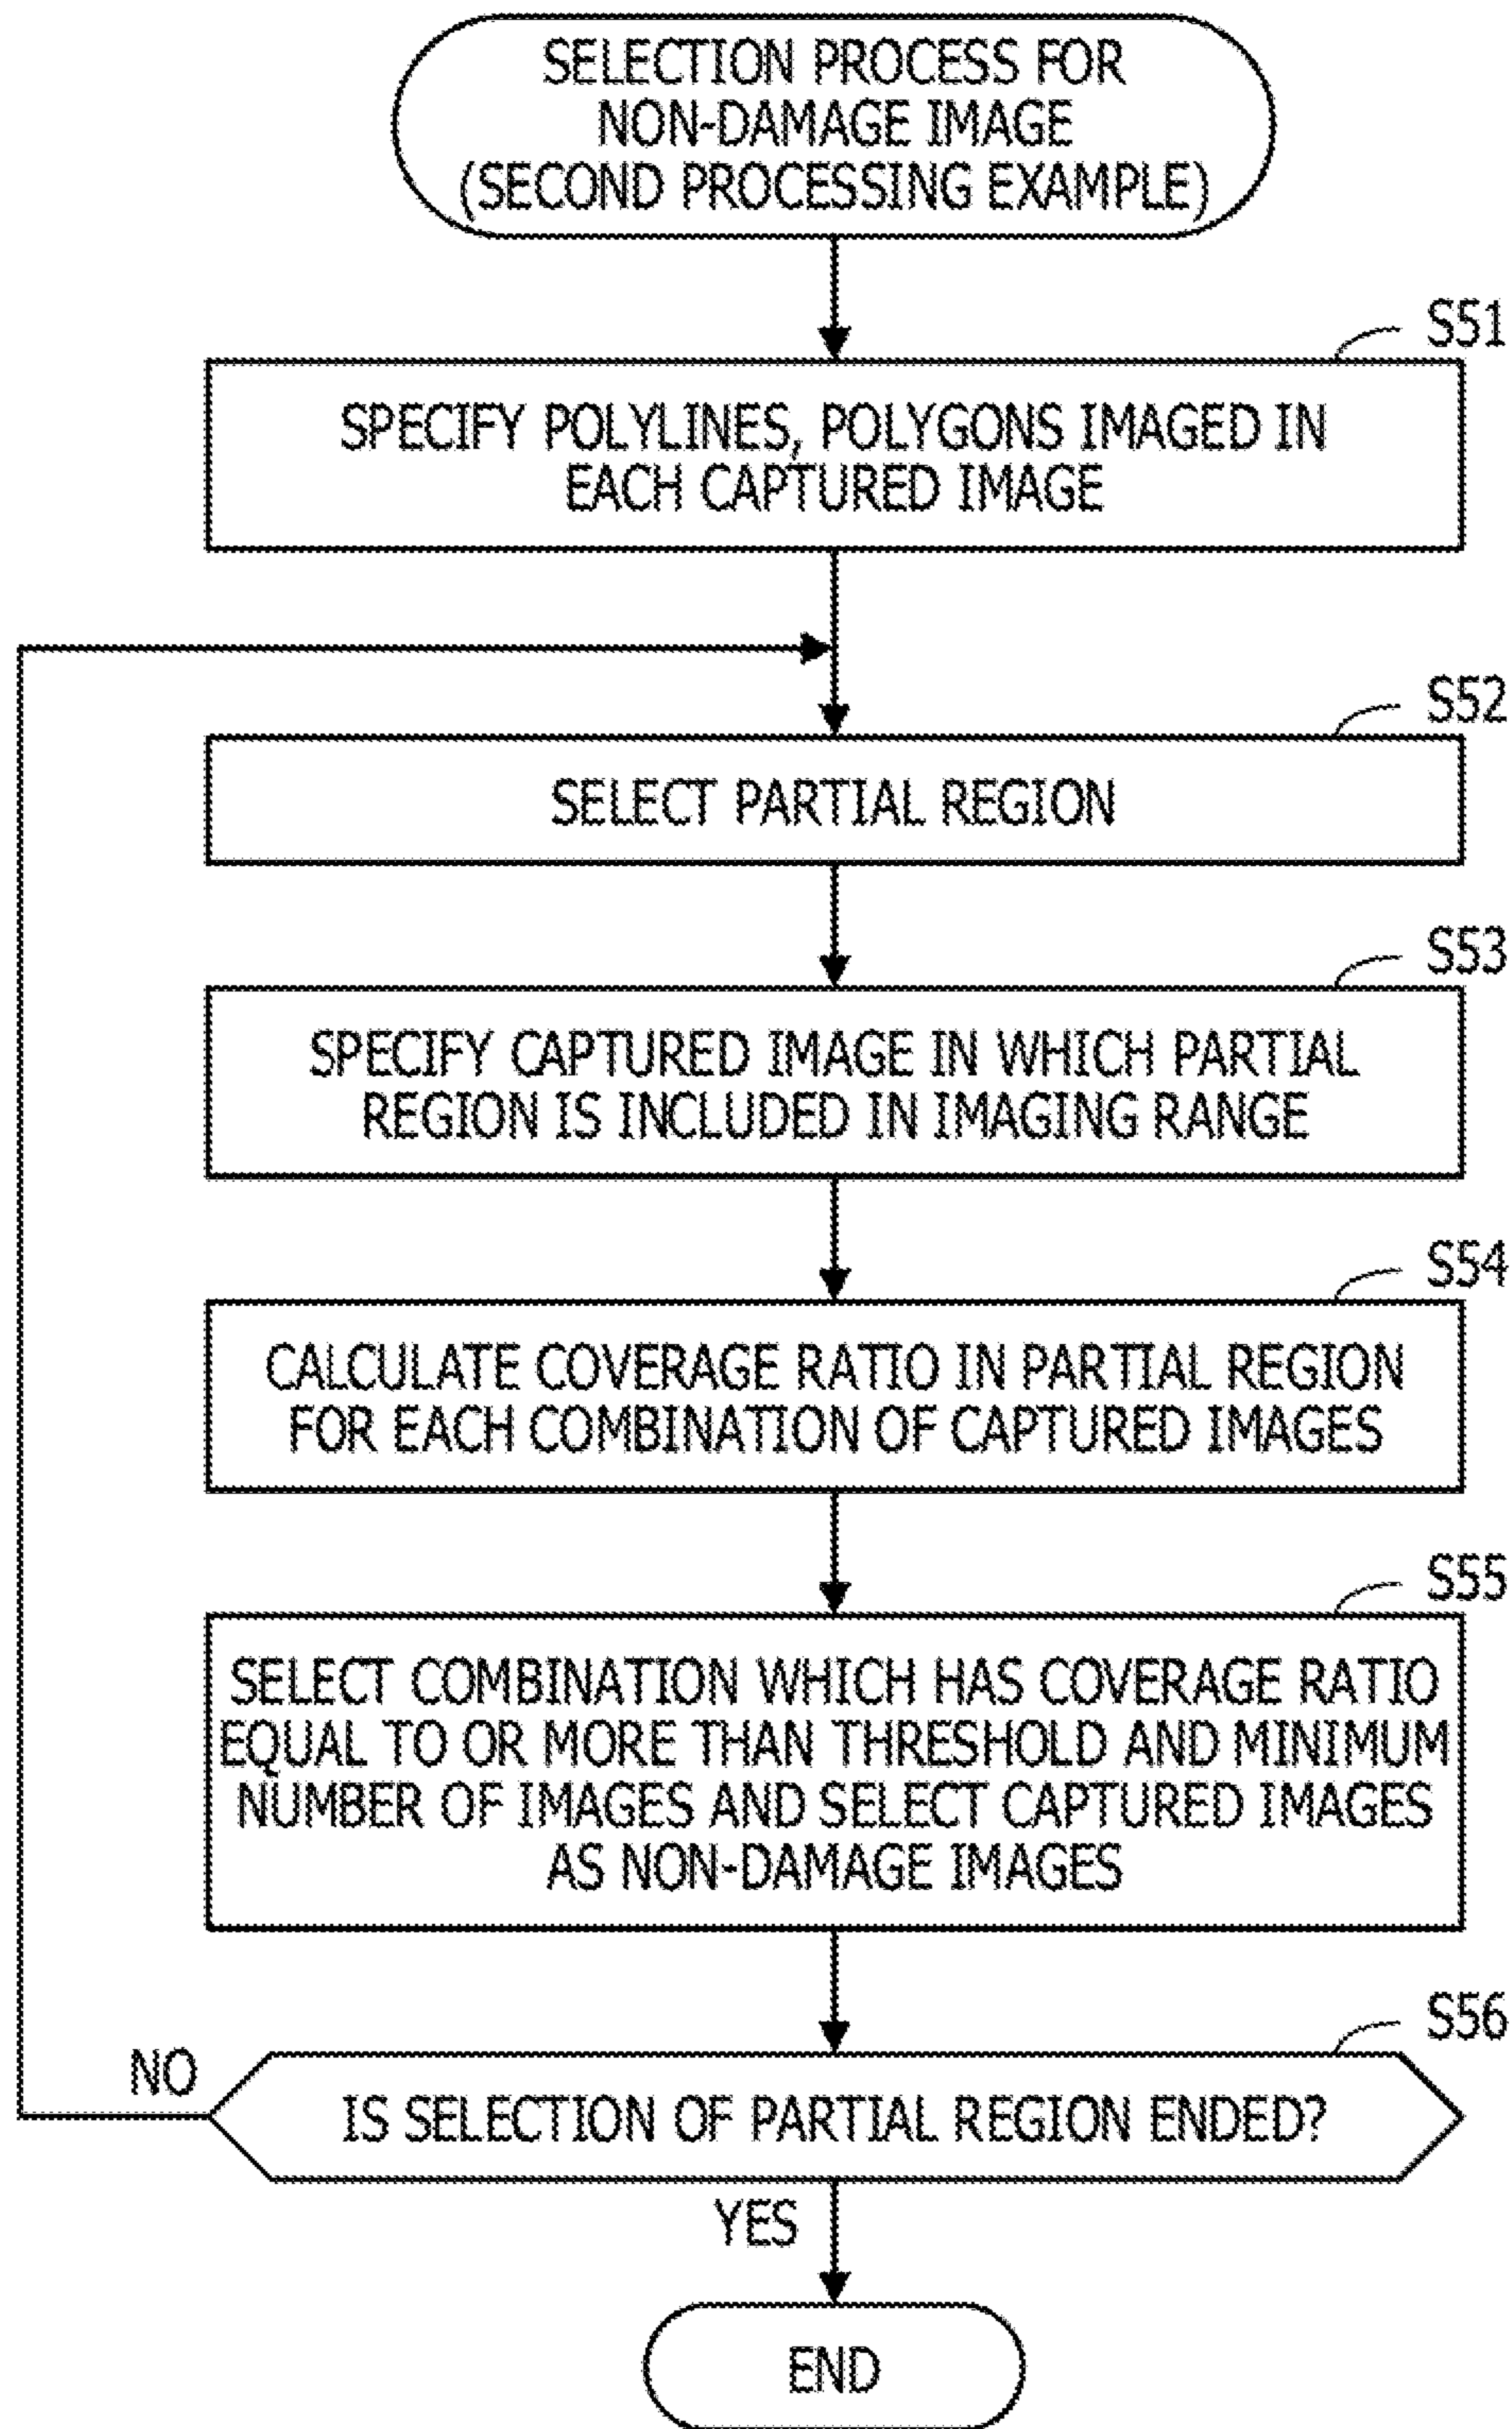 SELECTION PROCESS FOR
NON-DAMAGE IMAGE
(SECOND PROCESSING EXAMPLE)
S51
SPECIFY POLYLINES, POLYGONS IMAGED IN
EACH CAPTURED IMAGE
S52
SELECT PARTIAL REGION
S53
SPECIFY CAPTURED IMAGE IN WHICH PARTIAL
REGION IS INCLUDED IN IMAGING RANGE
S54
CALCULATE COVERAGE RATIO IN PARTIAL REGION
FOR EACH COMBINATION OF CAPTURED IMAGES
S55
SELECT COMBINATION WHICH HAS COVERAGE RATIO
EQUAL TO OR MORE THAN THRESHOLD AND MINIMUM
NUMBER OF IMAGES AND SELECT CAPTURED IMAGES
AS NON-DAMAGE IMAGES
S56
NO
IS SELECTION OF PARTIAL REGION ENDED?
YES
END